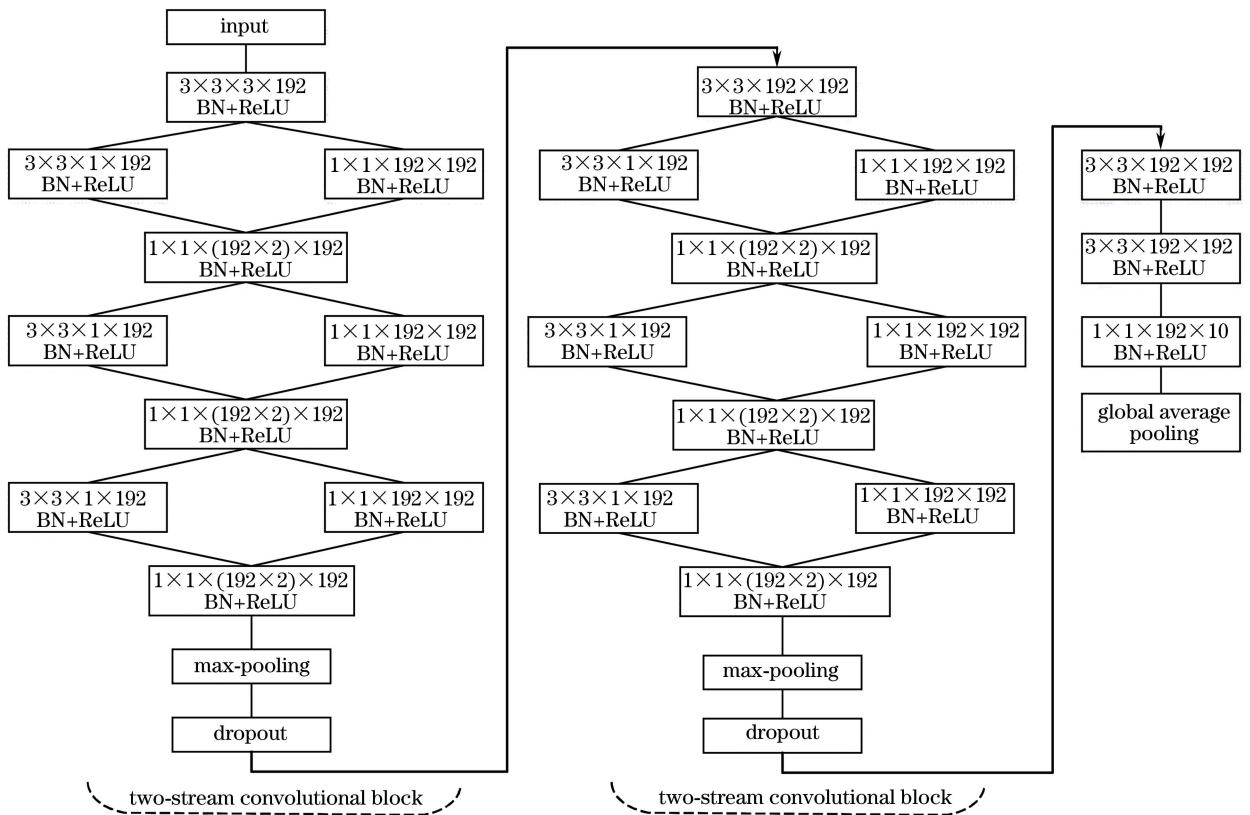 input
3×3×3×192
BN+ReLU
3×3×1×192
BN+ReLU
1×1×192×192
BN+ReLU
1×1×(192×2)×192
BN+ReLU
3×3×1×192
BN+ReLU
1×1×192×192
BN+ReLU
1×1×(192×2)×192
BN+ReLU
3×3×1×192
BN+ReLU
1×1×192×192
BN+ReLU
1×1×(192×2)×192
BN+ReLU
max-pooling
dropout
two-stream convolutional block
3×3×192×192
BN+ReLU
3×3×1×192
BN+ReLU
1×1×192×192
BN+ReLU
1×1×(192×2)×192
BN+ReLU
3×3×1×192
BN+ReLU
1×1×192×192
BN+ReLU
1×1×(192×2)×192
BN+ReLU
3×3×1×192
BN+ReLU
1×1×192×192
BN+ReLU
1×1×(192×2)×192
BN+ReLU
max-pooling
dropout
two-stream convolutional block
3×3×192×192
BN+ReLU
3×3×192×192
BN+ReLU
1×1×192×10
BN+ReLU
global average
pooling